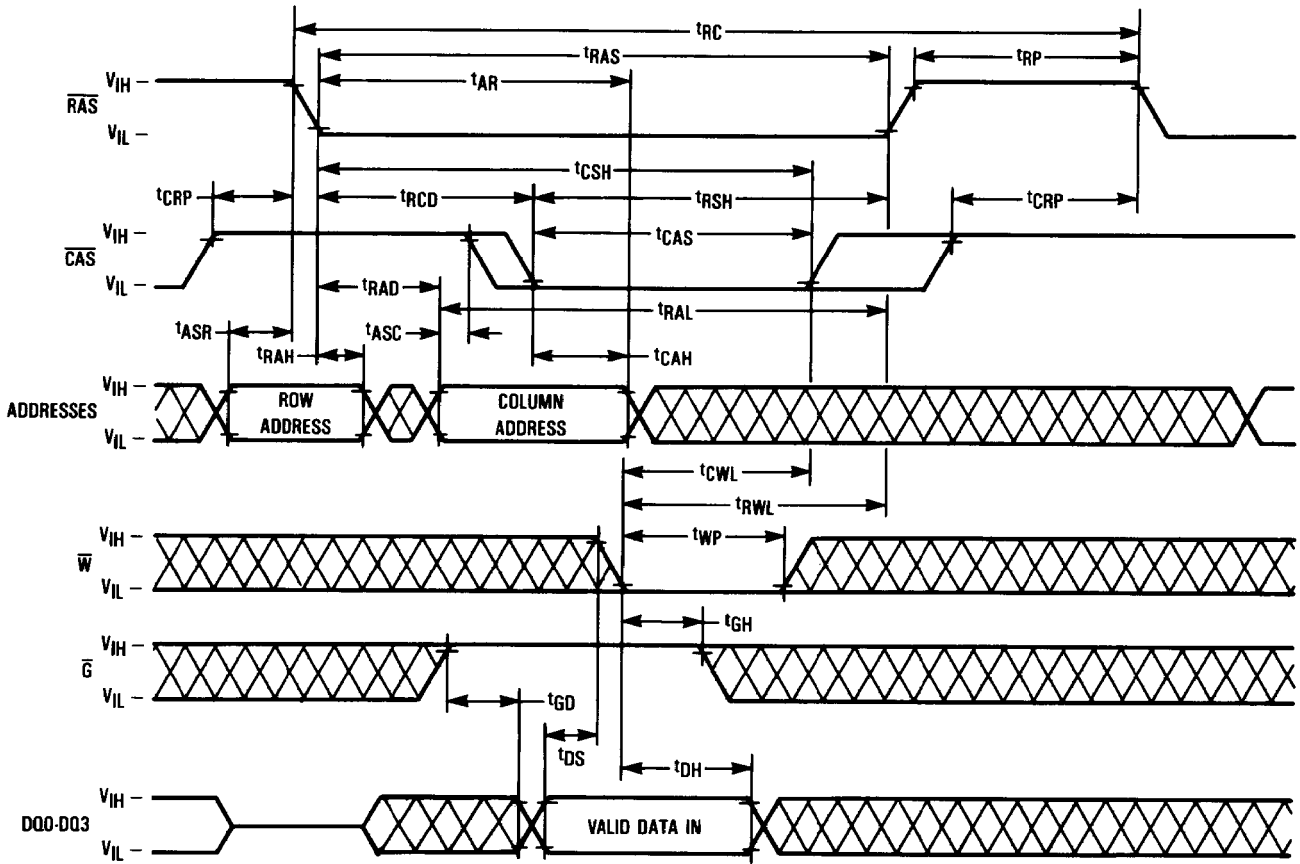 tRC
tRAS
tRP
VIH
tAR
RAS
VIL
tCSH
tCRP
tRCD
tRSH
tCRP
VIH
tCAS
CAS
VIL
tRAD
tRAL
tASR
tASC
tRAH
tCAH
VIH
ROW
COLUMN
ADDRESSES
ADDRESS
ADDRESS
VIL
tCWL
tRWL
VIH
tWP
W
VIL
tGH
VIH
G
VIL
tGD
tDS
tDH
VIH
DQ0-DQ3
VALID DATA IN
VIL